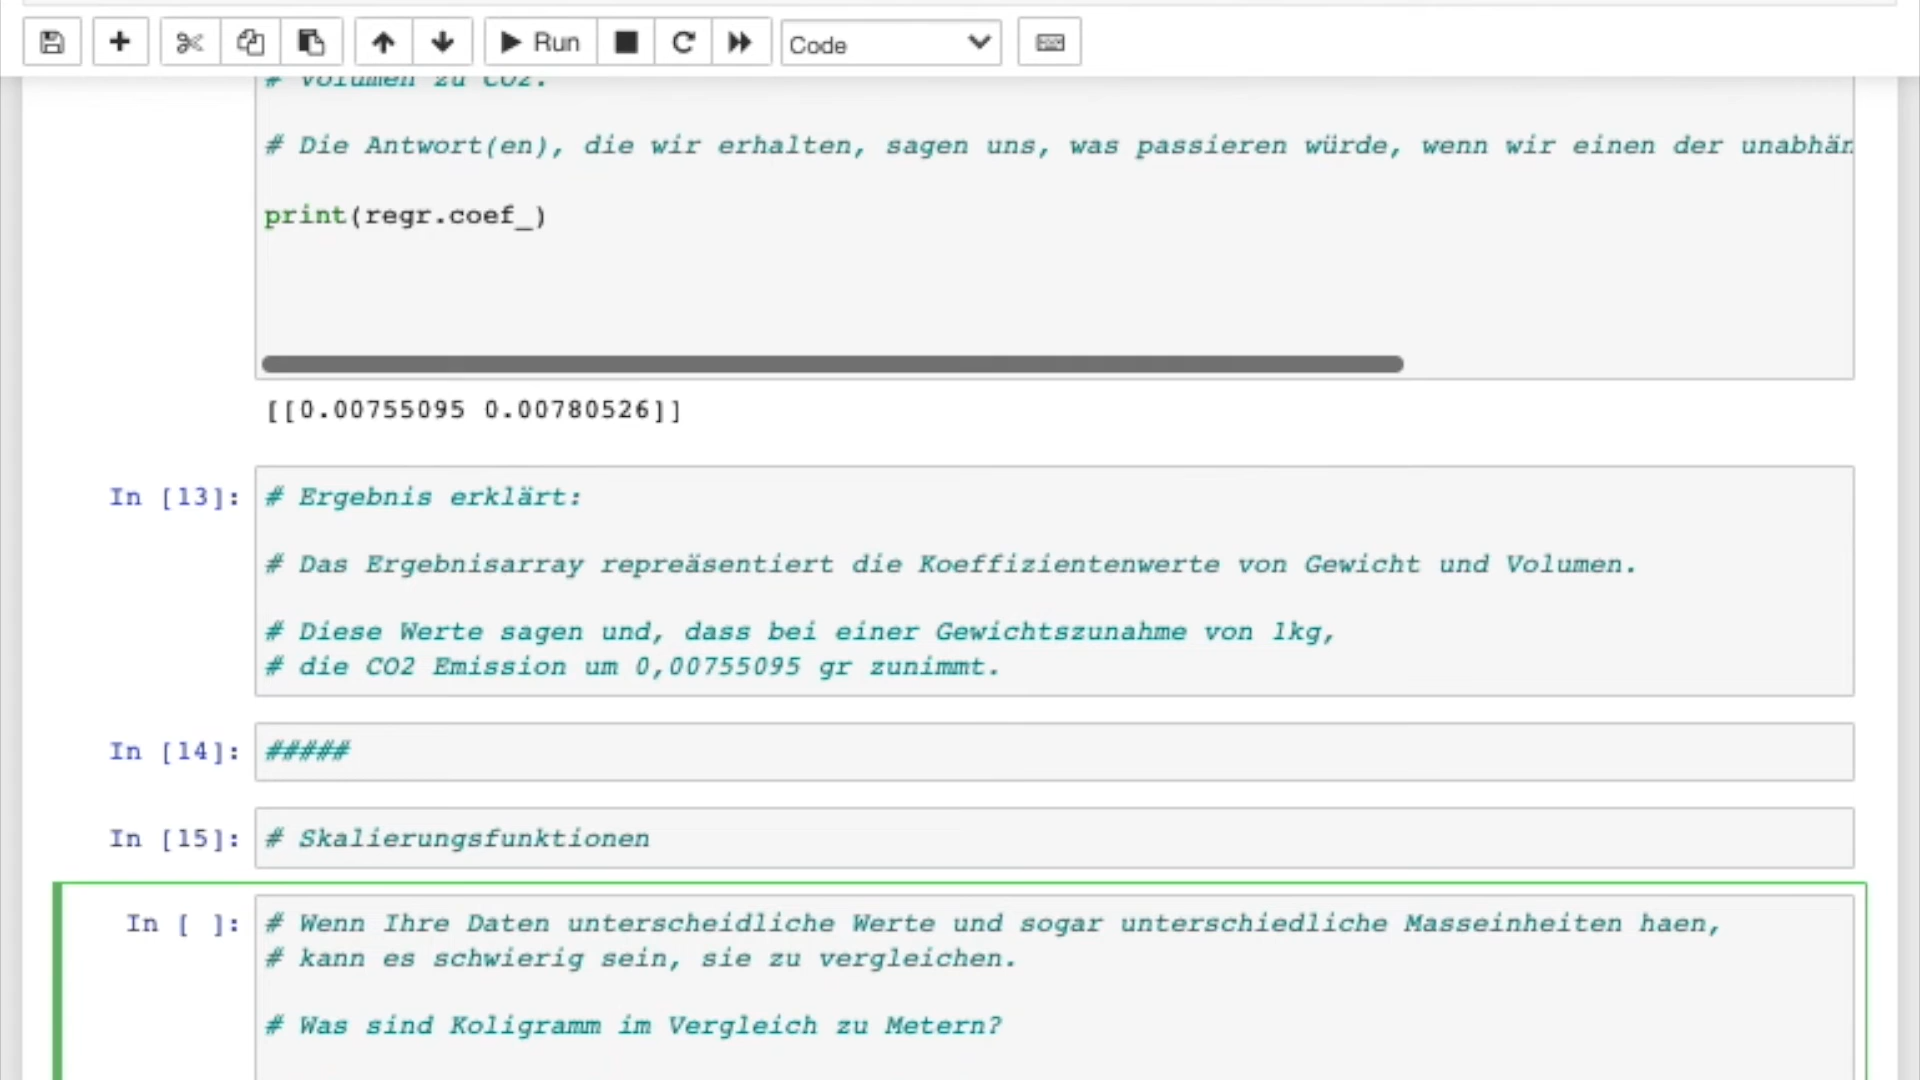 Run
Code
# Volumen zu CO2.
# Die Antwort(en), die wir erhalten, sagen uns, was passieren würde, wenn wir einen der unabhän
print(regr.coef_)
[[0.00755095 0.00780526]]
In [13]:
# Ergebnis erklärt:
# Das Ergebnisarray repreäsentiert die Koeffizientenwerte von Gewicht und Volumen.
# Diese Werte sagen und, dass bei einer Gewichtszunahme von 1kg,
# die CO2 Emission um 0,00755095 gr zunimmt.
In [14]:
#####
In [15]:
# Skalierungsfunktionen
In [ ]:
# Wenn Ihre Daten unterscheidliche Werte und sogar unterschiedliche Masseinheiten haen,
# kann es schwierig sein, sie zu vergleichen.
# Was sind Koligramm im Vergleich zu Metern?